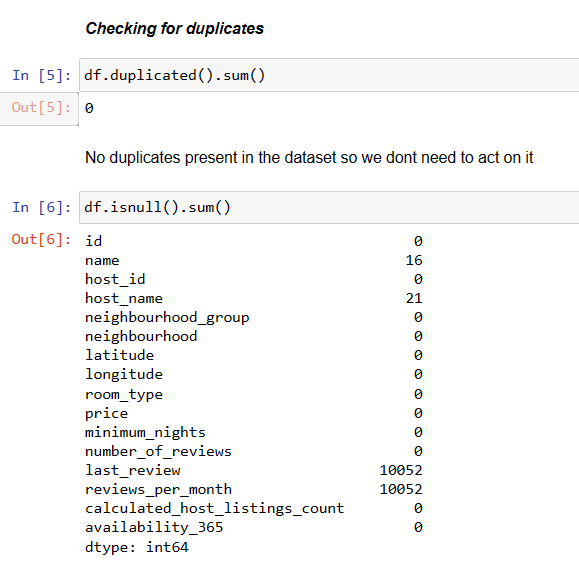 Checking for duplicates
In [5]: df.duplicated().sum()
Out[5]: 0
No duplicates present in the dataset so we dont need to act on it
In [6]: df.isnull().sum()
Out[6]: id 0
name 16
host_id 0
host_name 21
neighbourhood_group 0
neighbourhood 0
latitude 0
longitude 0
room_type 0
price 0
minimum_nights 0
number_of_reviews 0
last_review 10052
reviews_per_month 10052
calculated_host_listings_count 0
availability_365 0
dtype: int64